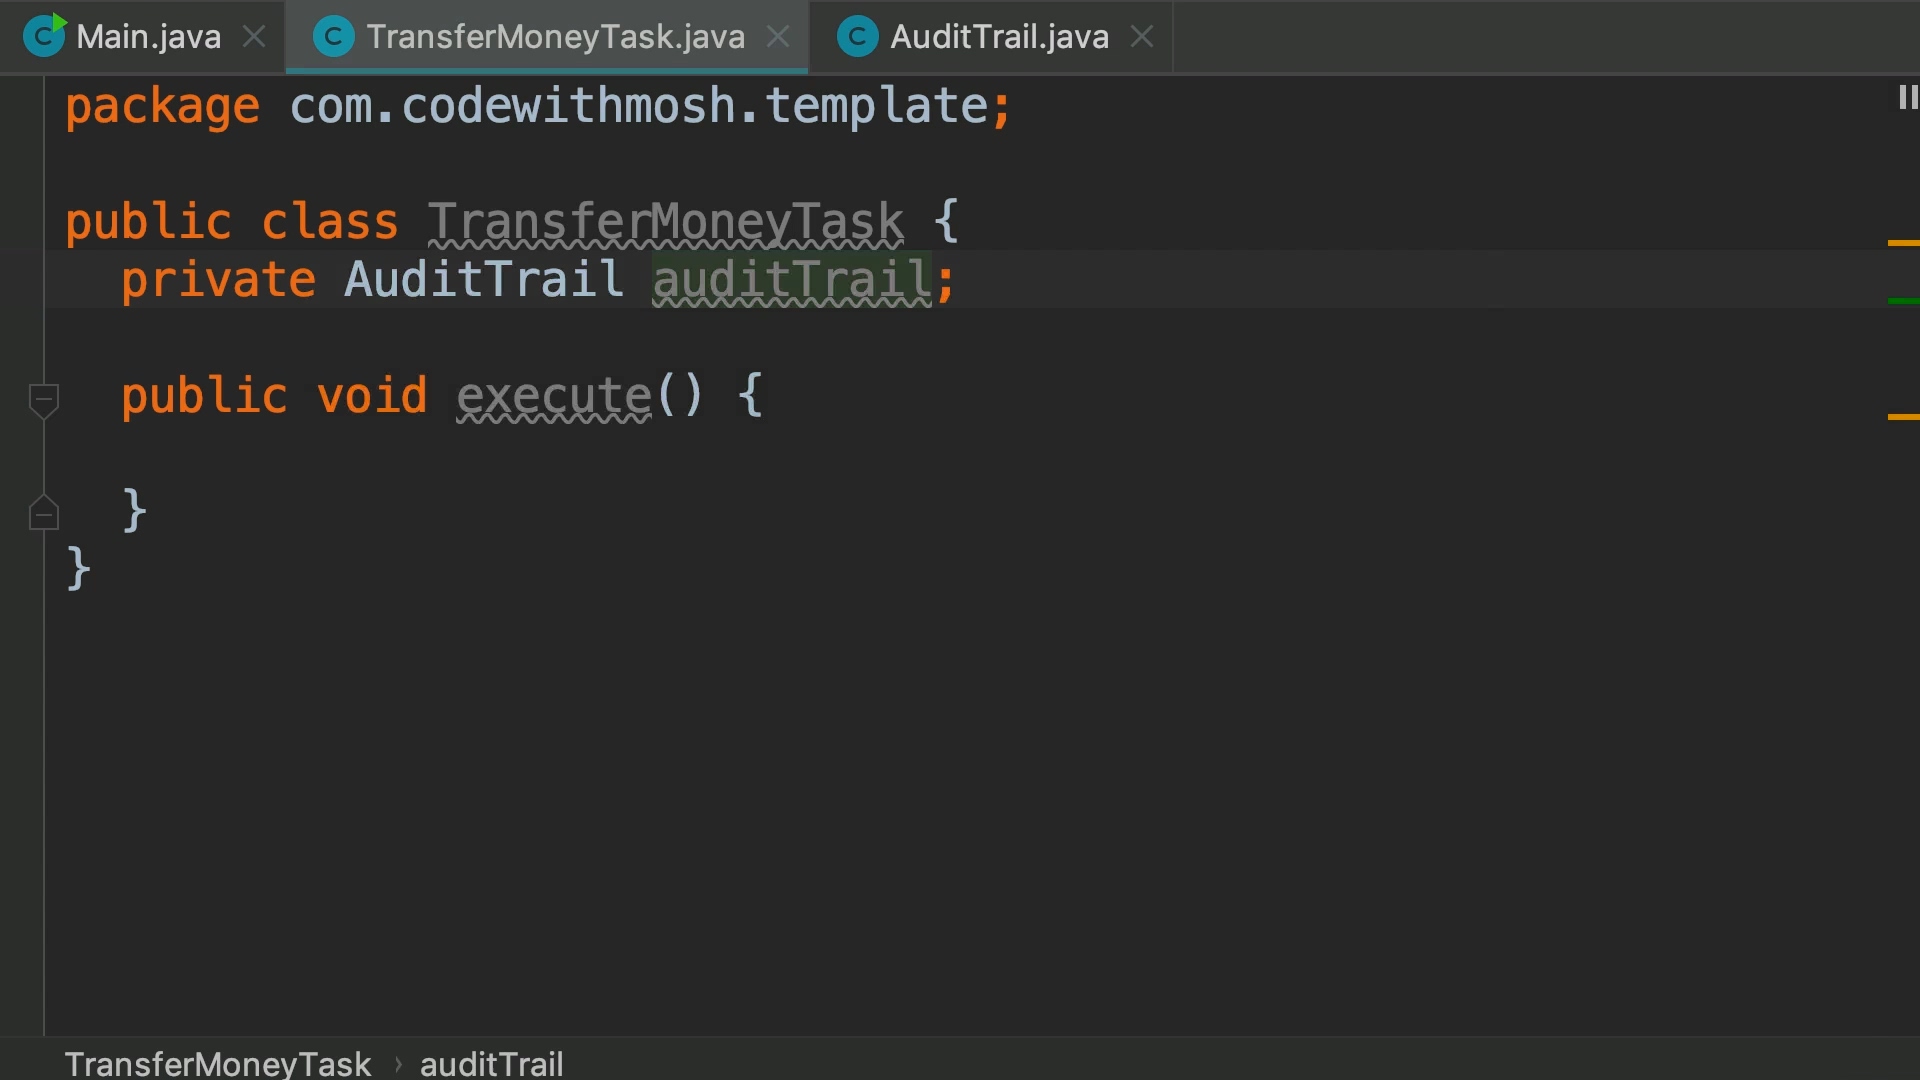 Main.java TransferMoneyTask.java AuditTrail.java
package com.codewithmosh.template;
public class TransferMoneyTask {
private AuditTrail auditTrail;
public void execute() {
}
}
TransferMoneyTask › auditTrail